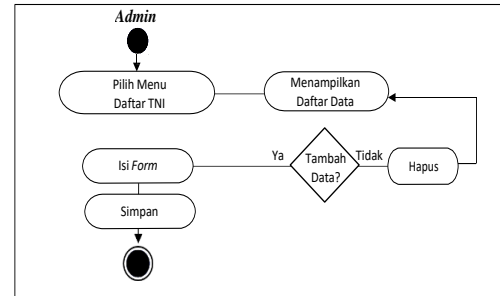 Admin
Pilih Menu
Daftar TNI
Menampilkan
Daftar Data
Isi Form
Ya
Tambah
Data?
Tidak
Hapus
Simpan